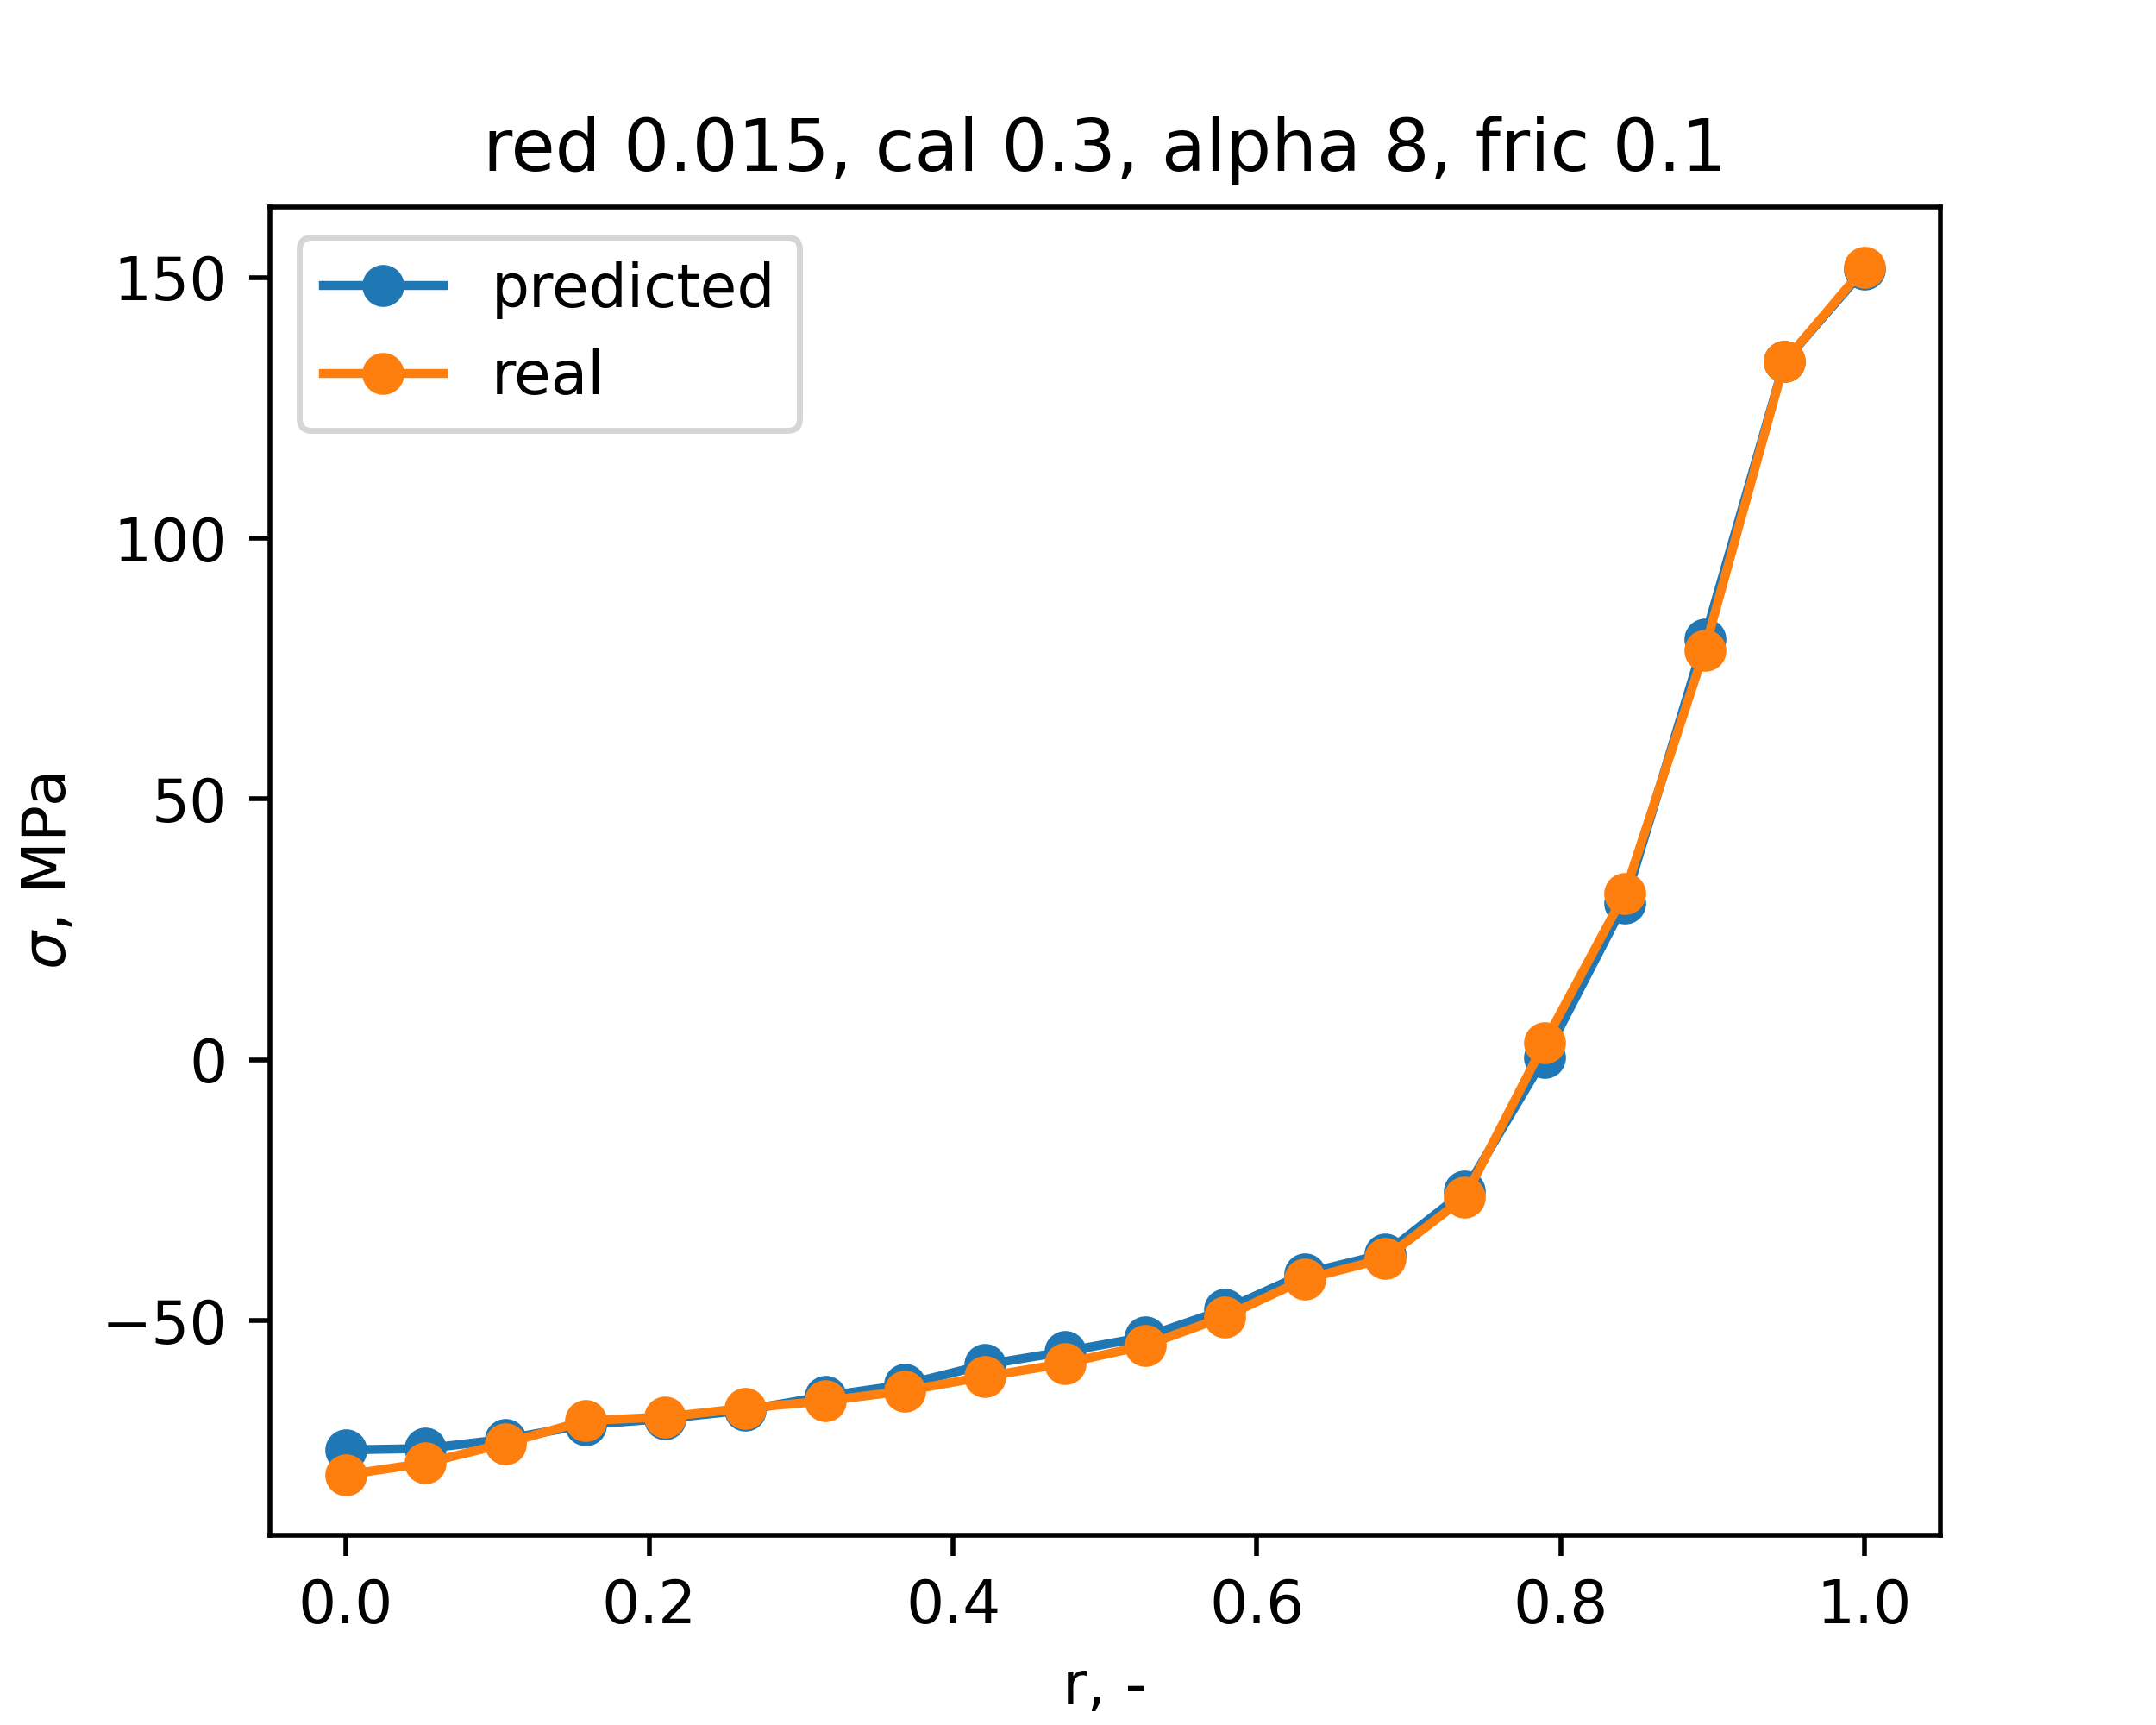 red 0.015, cal 0.3, alpha 8, fric 0.1
predicted
real
150
100
50
0
−50
σ, MPa
0.0 0.2 0.4 0.6 0.8 1.0
r, -